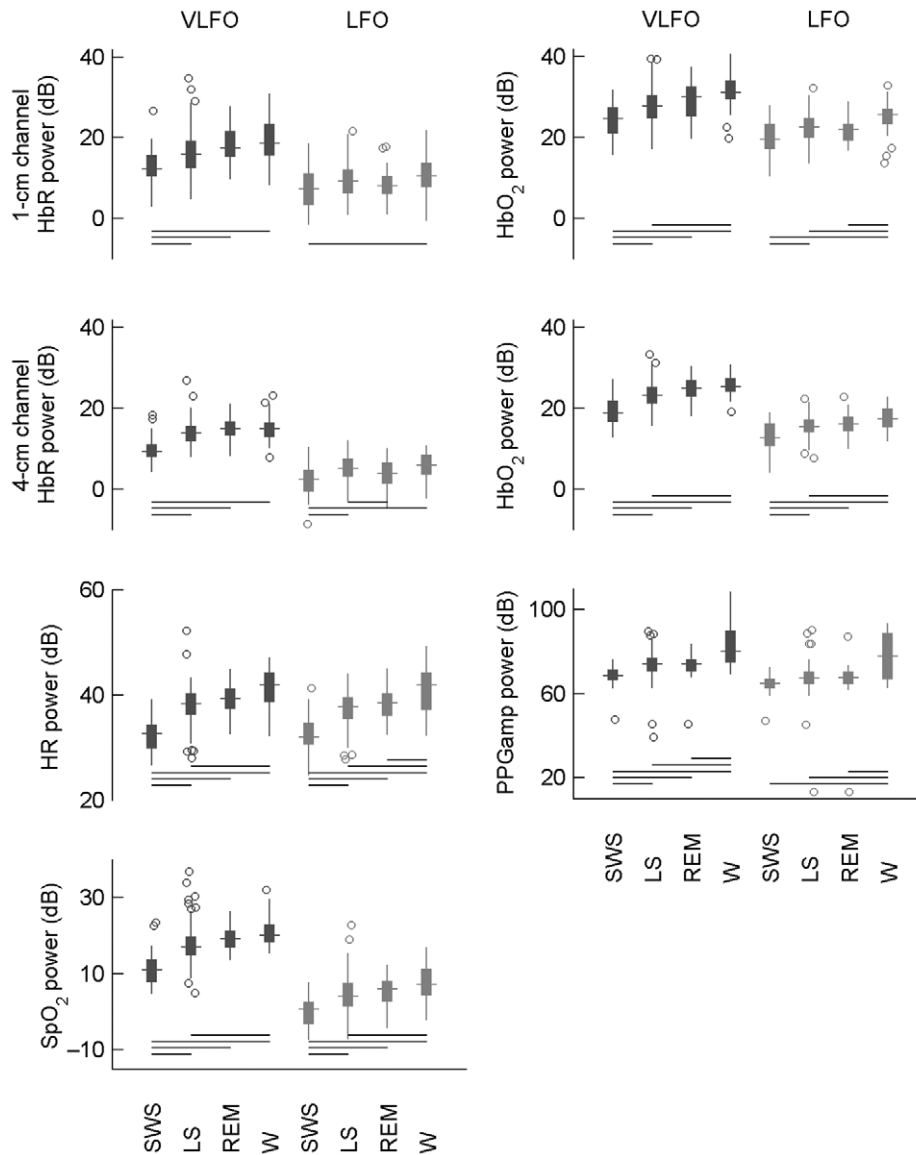 VLFO LFO
1-cm channel
HbR power (dB)
40
20
0
HbO2 power (dB)
40
20
0
4-cm channel
HbR power (dB)
40
20
0
HbO2 power (dB)
40
20
0
HR power (dB)
60
40
20
PPGamp power (dB)
100
60
20
SWS
LS
REM
W
SWS
LS
REM
W
SpO2 power (dB)
30
10
–10
SWS
LS
REM
W
SWS
LS
REM
W
VLFO LFO